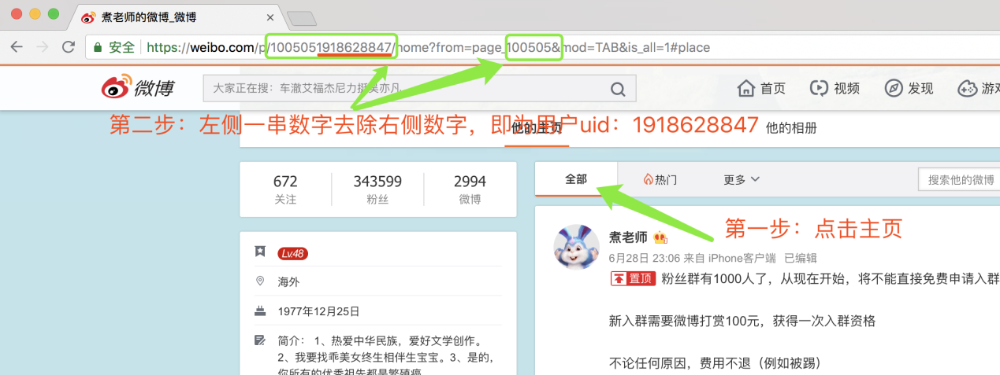 煮老师的微博_微博
安全 https://weibo.com/p/1005051918628847/home?from=page_100505&mod=TAB&is_all=1#place
微博 大家正在搜：车澈艾福杰尼力挺吴亦凡 首页 视频 发现 游戏
第二步：左侧一串数字去除右侧数字，即为用户uid：1918628847
他的主页 他的相册
672 343599 2994
关注 粉丝 微博
全部 热门 更多 搜索他的微博
第一步：点击主页
Lv.48
海外
1977年12月25日
简介： 1、热爱中华民族，爱好文学创作。
2、我要找乖美女终生相伴生宝宝。3、是的，
你所有的优秀祖先都是繁殖癌
煮老师
6月28日 23:06 来自 iPhone客户端 已编辑
置顶 粉丝群有1000人了，从现在开始，将不能直接免费申请入群
新入群需要微博打赏100元，获得一次入群资格
不论任何原因，费用不退（例如被踢）